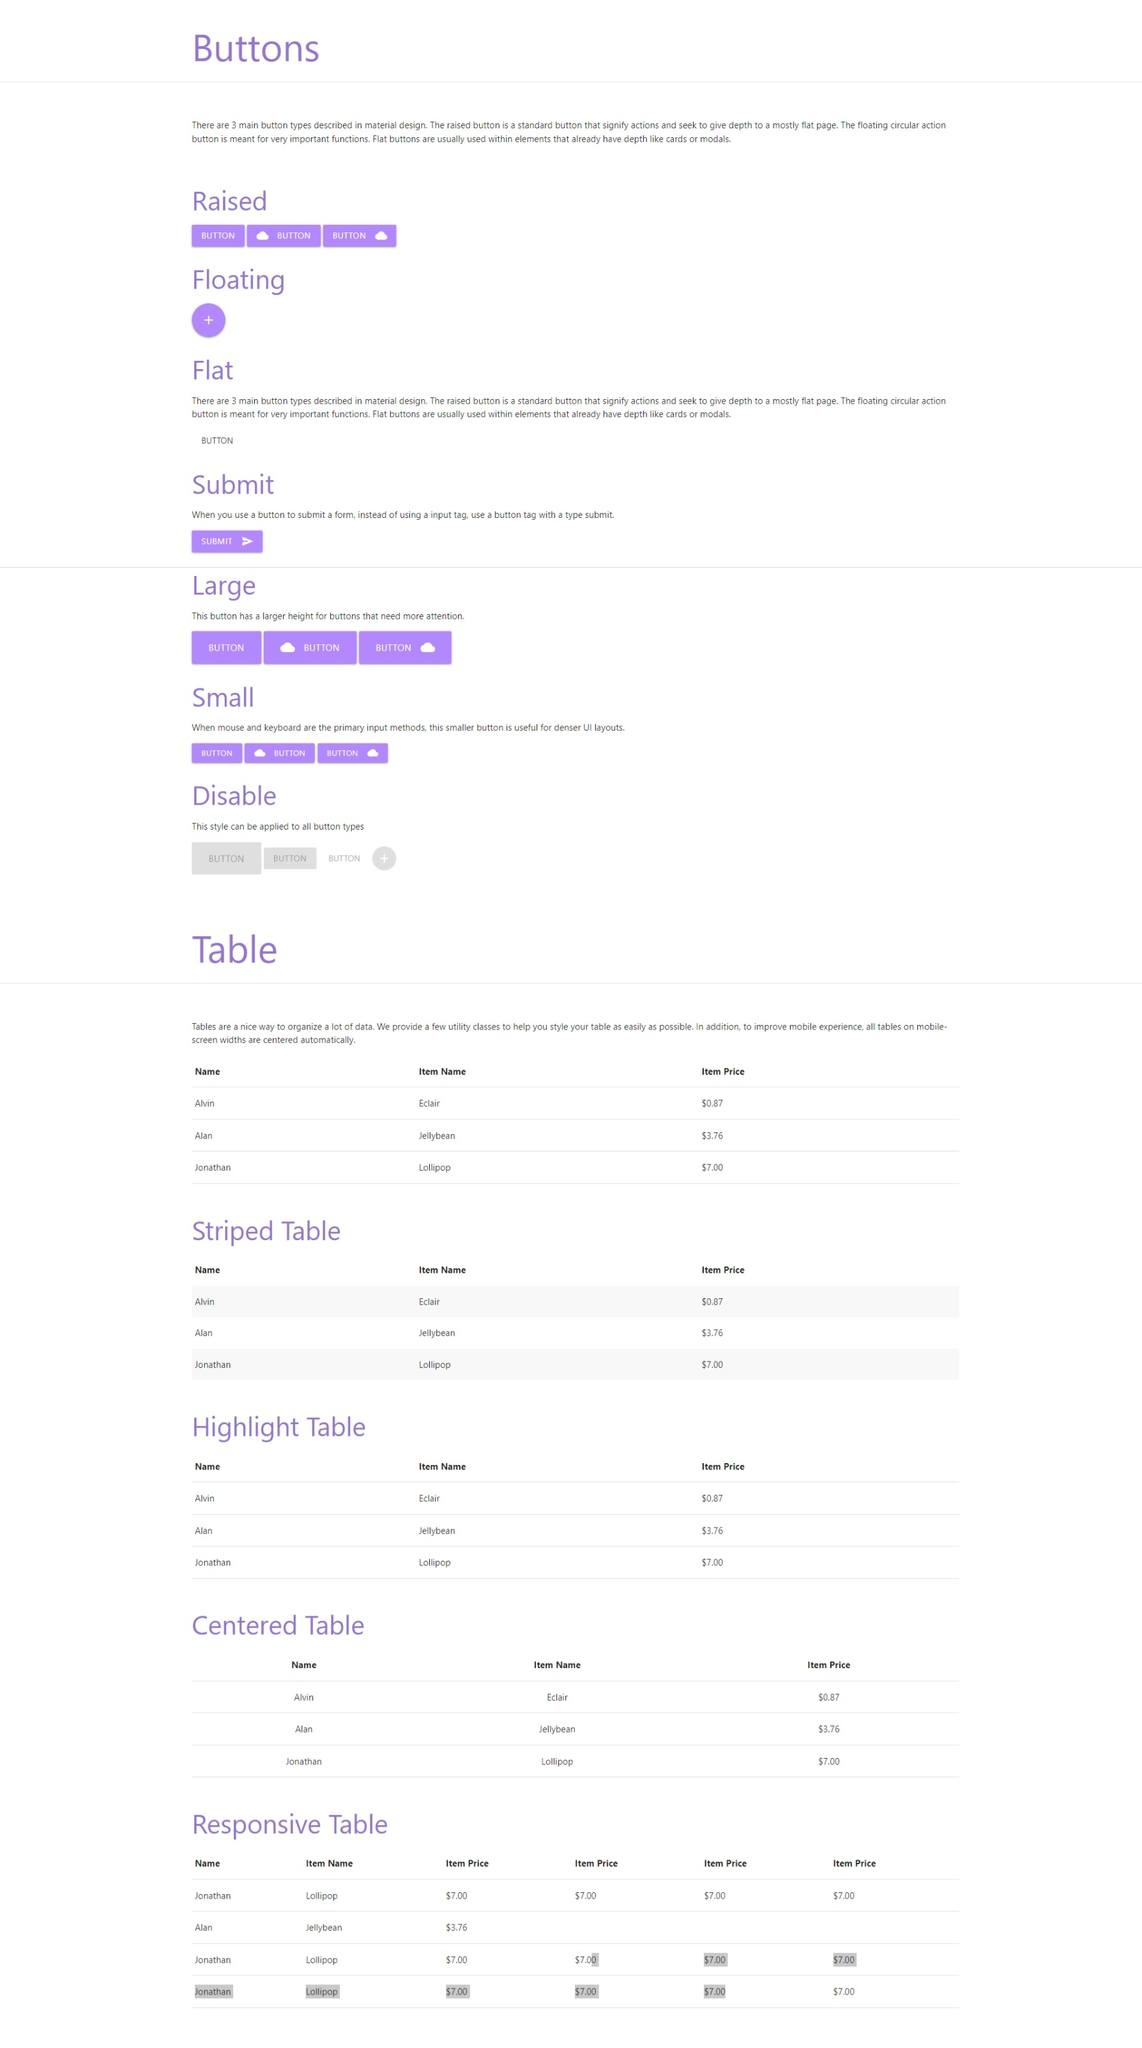 Buttons
There are 3 main button types described in material design. The raised button is a standard button that signify actions and seek to give depth to a mostly flat page. The floating circular action
button is meant for very important functions. Flat buttons are usually used within elements that already have depth like cards or modals.
Raised
BUTTON BUTTON BUTTON
Floating
+
Flat
There are 3 main button types described in material design. The raised button is a standard button that signify actions and seek to give depth to a mostly flat page. The floating circular action
button is meant for very important functions. Flat buttons are usually used within elements that already have depth like cards or modals.
BUTTON
Submit
When you use a button to submit a form, instead of using a input tag, use a button tag with a type submit.
SUBMIT
Large
This button has a larger height for buttons that need more attention.
BUTTON BUTTON BUTTON
Small
When mouse and keyboard are the primary input methods, this smaller button is useful for denser UI layouts.
BUTTON BUTTON BUTTON
Disable
This style can be applied to all button types
BUTTON BUTTON BUTTON +
Table
Tables are a nice way to organize a lot of data. We provide a few utility classes to help you style your table as easily as possible. In addition, to improve mobile experience, all tables on mobile-
screen widths are centered automatically.
Name Item Name Item Price
Alvin Eclair $0.87
Alan Jellybean $3.76
Jonathan Lollipop $7.00
Striped Table
Name Item Name Item Price
Alvin Eclair $0.87
Alan Jellybean $3.76
Jonathan Lollipop $7.00
Highlight Table
Name Item Name Item Price
Alvin Eclair $0.87
Alan Jellybean $3.76
Jonathan Lollipop $7.00
Centered Table
Name Item Name Item Price
Alvin Eclair $0.87
Alan Jellybean $3.76
Jonathan Lollipop $7.00
Responsive Table
Name Item Name Item Price Item Price Item Price Item Price
Jonathan Lollipop $7.00 $7.00 $7.00 $7.00
Alan Jellybean $3.76
Jonathan Lollipop $7.00 $7.00 $7.00 $7.00
Jonathan Lollipop $7.00 $7.00 $7.00 $7.00